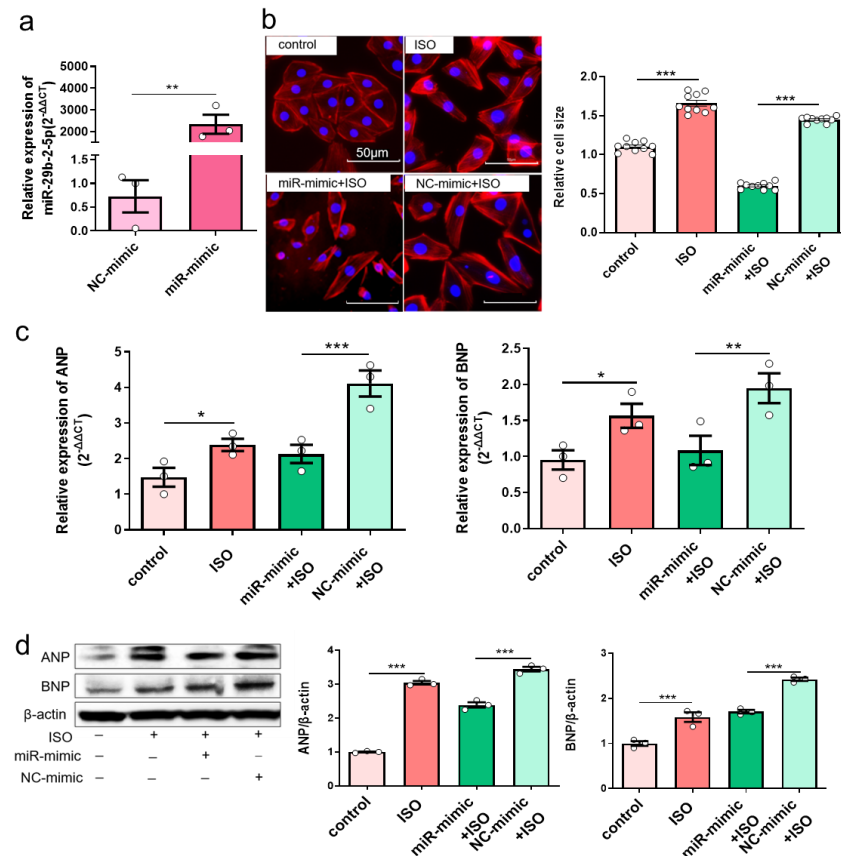 a
Relative expression of
miR-29b-2-5p(2-ΔΔCT)
4000
3000
2000
1.5
1.0
0.5
0.0
**
NC-mimic
miR-mimic
b
control
ISO
50μm
miR-mimic+ISO
NC-mimic+ISO
Relative cell size
2.0
1.5
1.0
0.5
0.0
***
***
control
ISO
miR-mimic
+ISO
NC-mimic
+ISO
c
Relative expression of ANP
(2-ΔΔCT)
5
4
3
2
1
0
*
***
control
ISO
miR-mimic
+ISO
NC-mimic
+ISO
Relative expression of BNP
(2-ΔΔCT)
2.5
2.0
1.5
1.0
0.5
0.0
*
**
control
ISO
miR-mimic
+ISO
NC-mimic
+ISO
d
ANP
BNP
β-actin
ISO – + + +
miR-mimic – – + –
NC-mimic – – – +
ANP/β-actin
4
3
2
1
0
***
***
control
ISO
miR-mimic
+ISO
NC-mimic
+ISO
BNP/β-actin
3
2
1
0
***
***
control
ISO
miR-mimic
+ISO
NC-mimic
+ISO